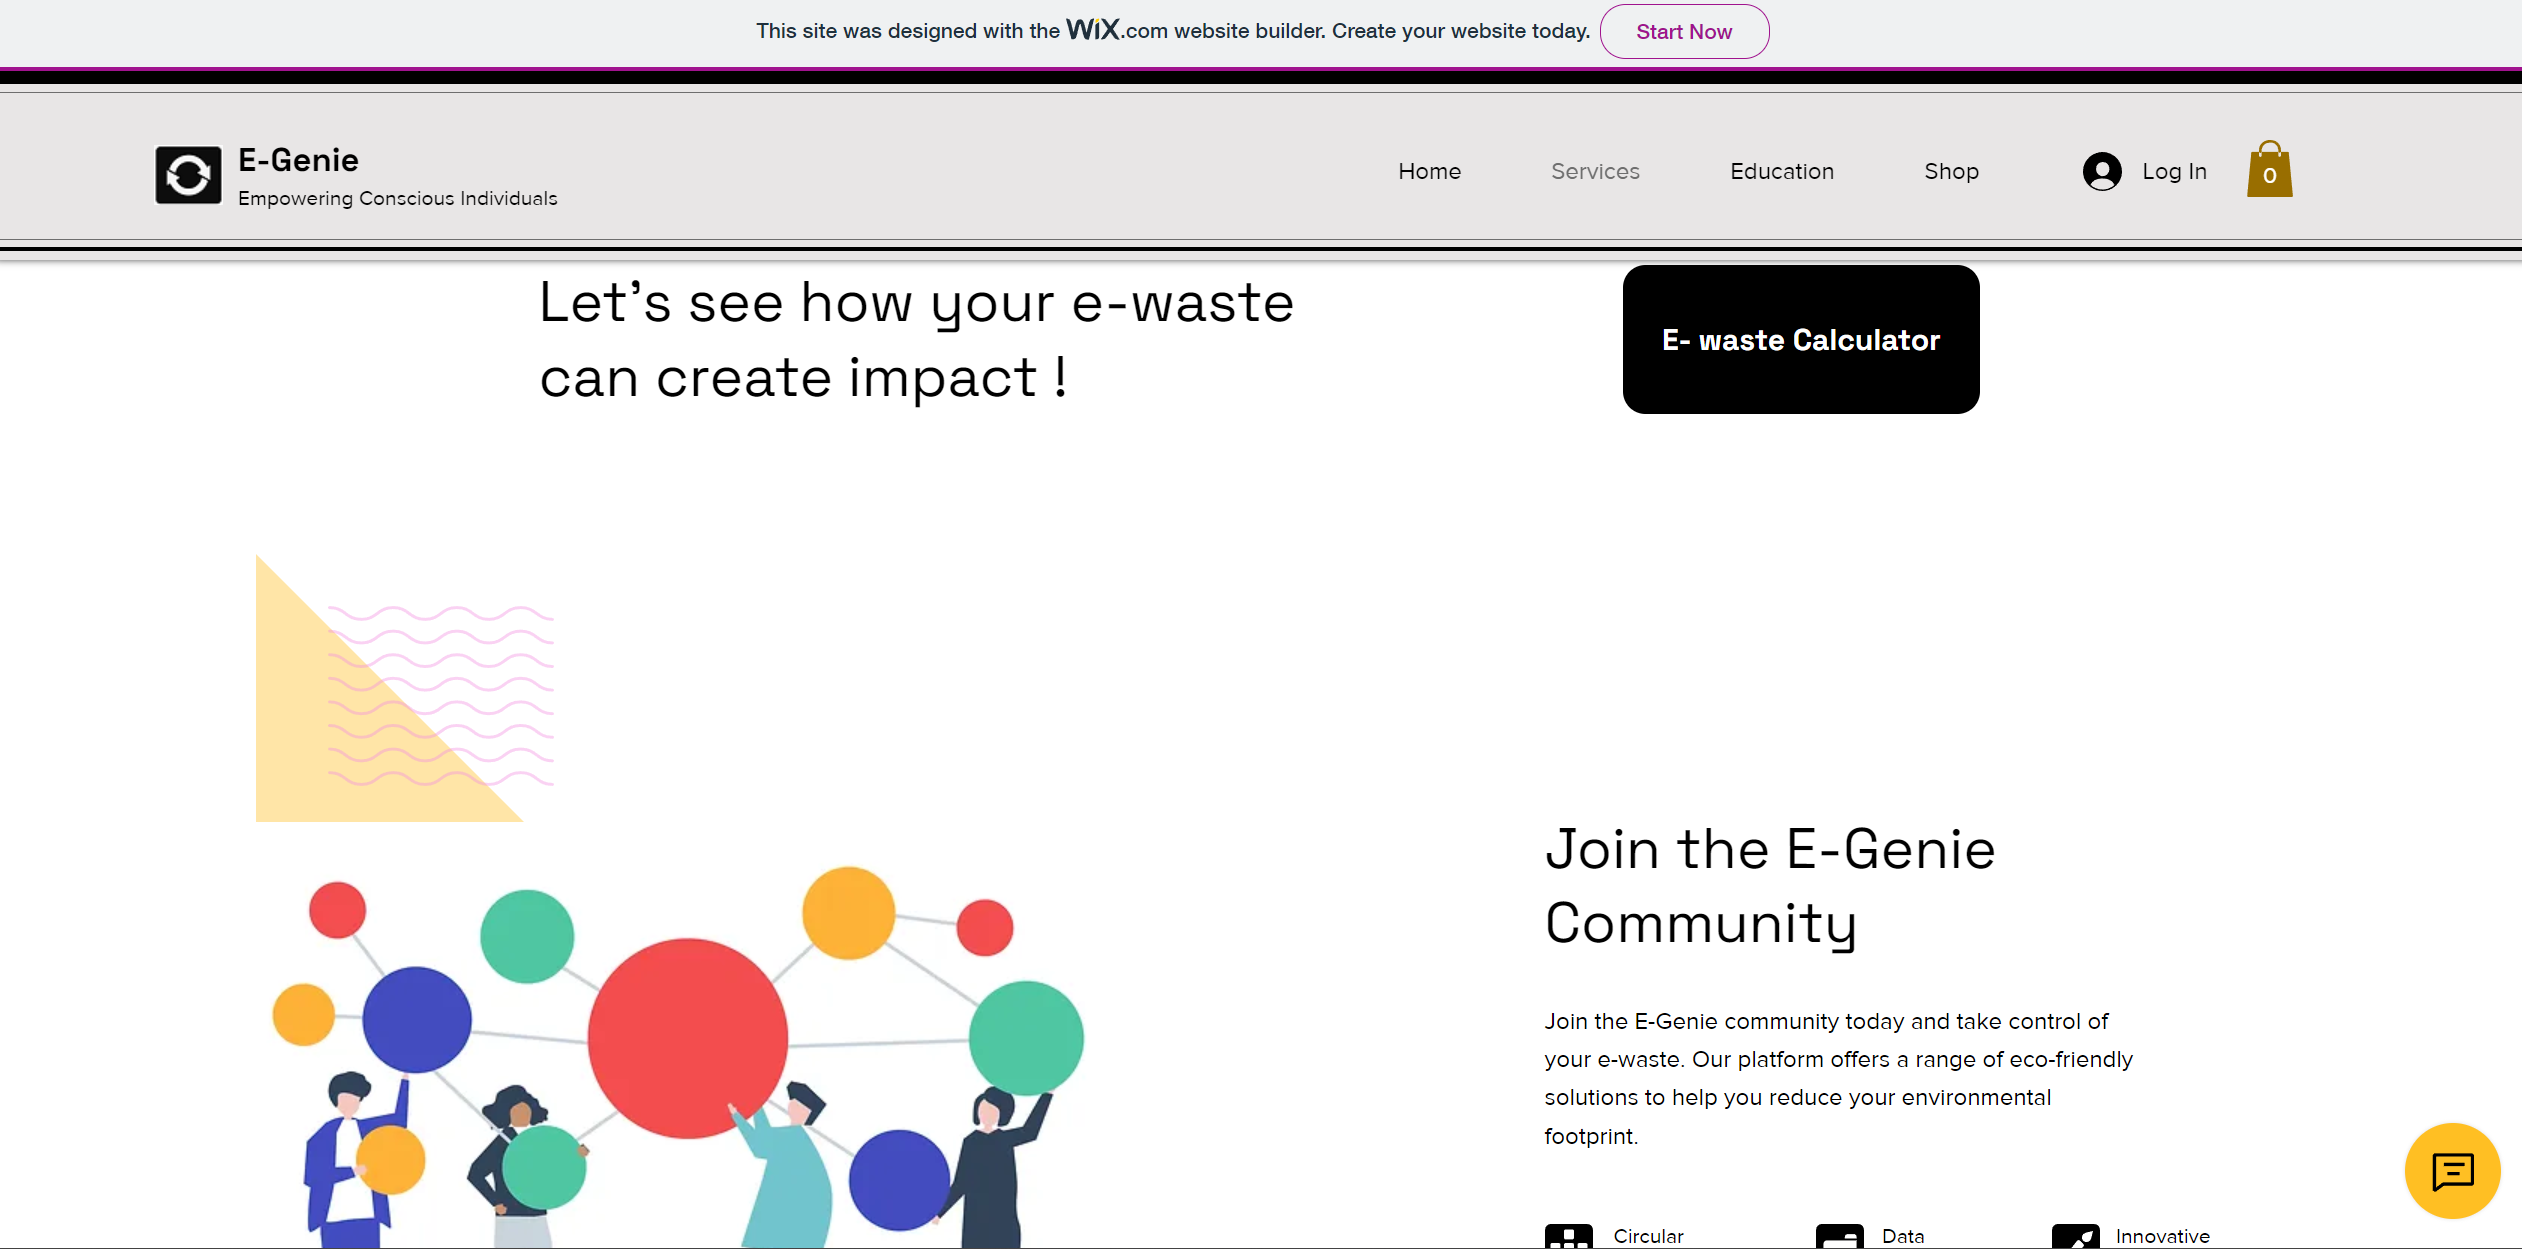 This site was designed with the WiX.com website builder. Create your website today. Start Now
E-Genie
Empowering Conscious Individuals
Home Services Education Shop Log In 0
Let's see how your e-waste
can create impact !
E- waste Calculator
Join the E-Genie
Community
Join the E-Genie community today and take control of
your e-waste. Our platform offers a range of eco-friendly
solutions to help you reduce your environmental
footprint.
Circular Data Innovative